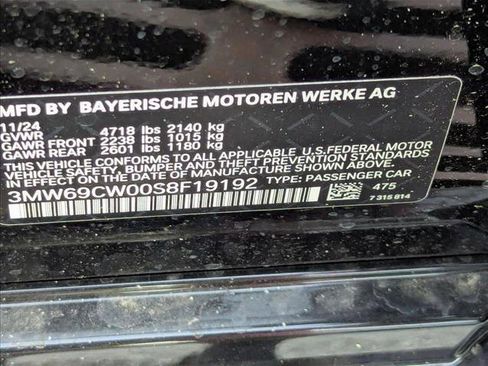 MFD BY BAYERISCHE MOTOREN WERKE AG
11/24
GVWR 4718 lbs 2140 kg
GAWR FRONT 2238 lbs 1015 kg
GAWR REAR 2601 lbs 1180 kg
THIS VEHICLE CONFORMS TO ALL APPLICABLE U.S.FEDERAL MOTOR
VEHICLE SAFETY, BUMPER, AND THEFT PREVENTION STANDARDS
IN EFFECT ON THE DATE OF MANUFACTURE SHOWN ABOVE.
3MW69CW00S8F19192 TYPE: PASSENGER CAR
475
7 315 814